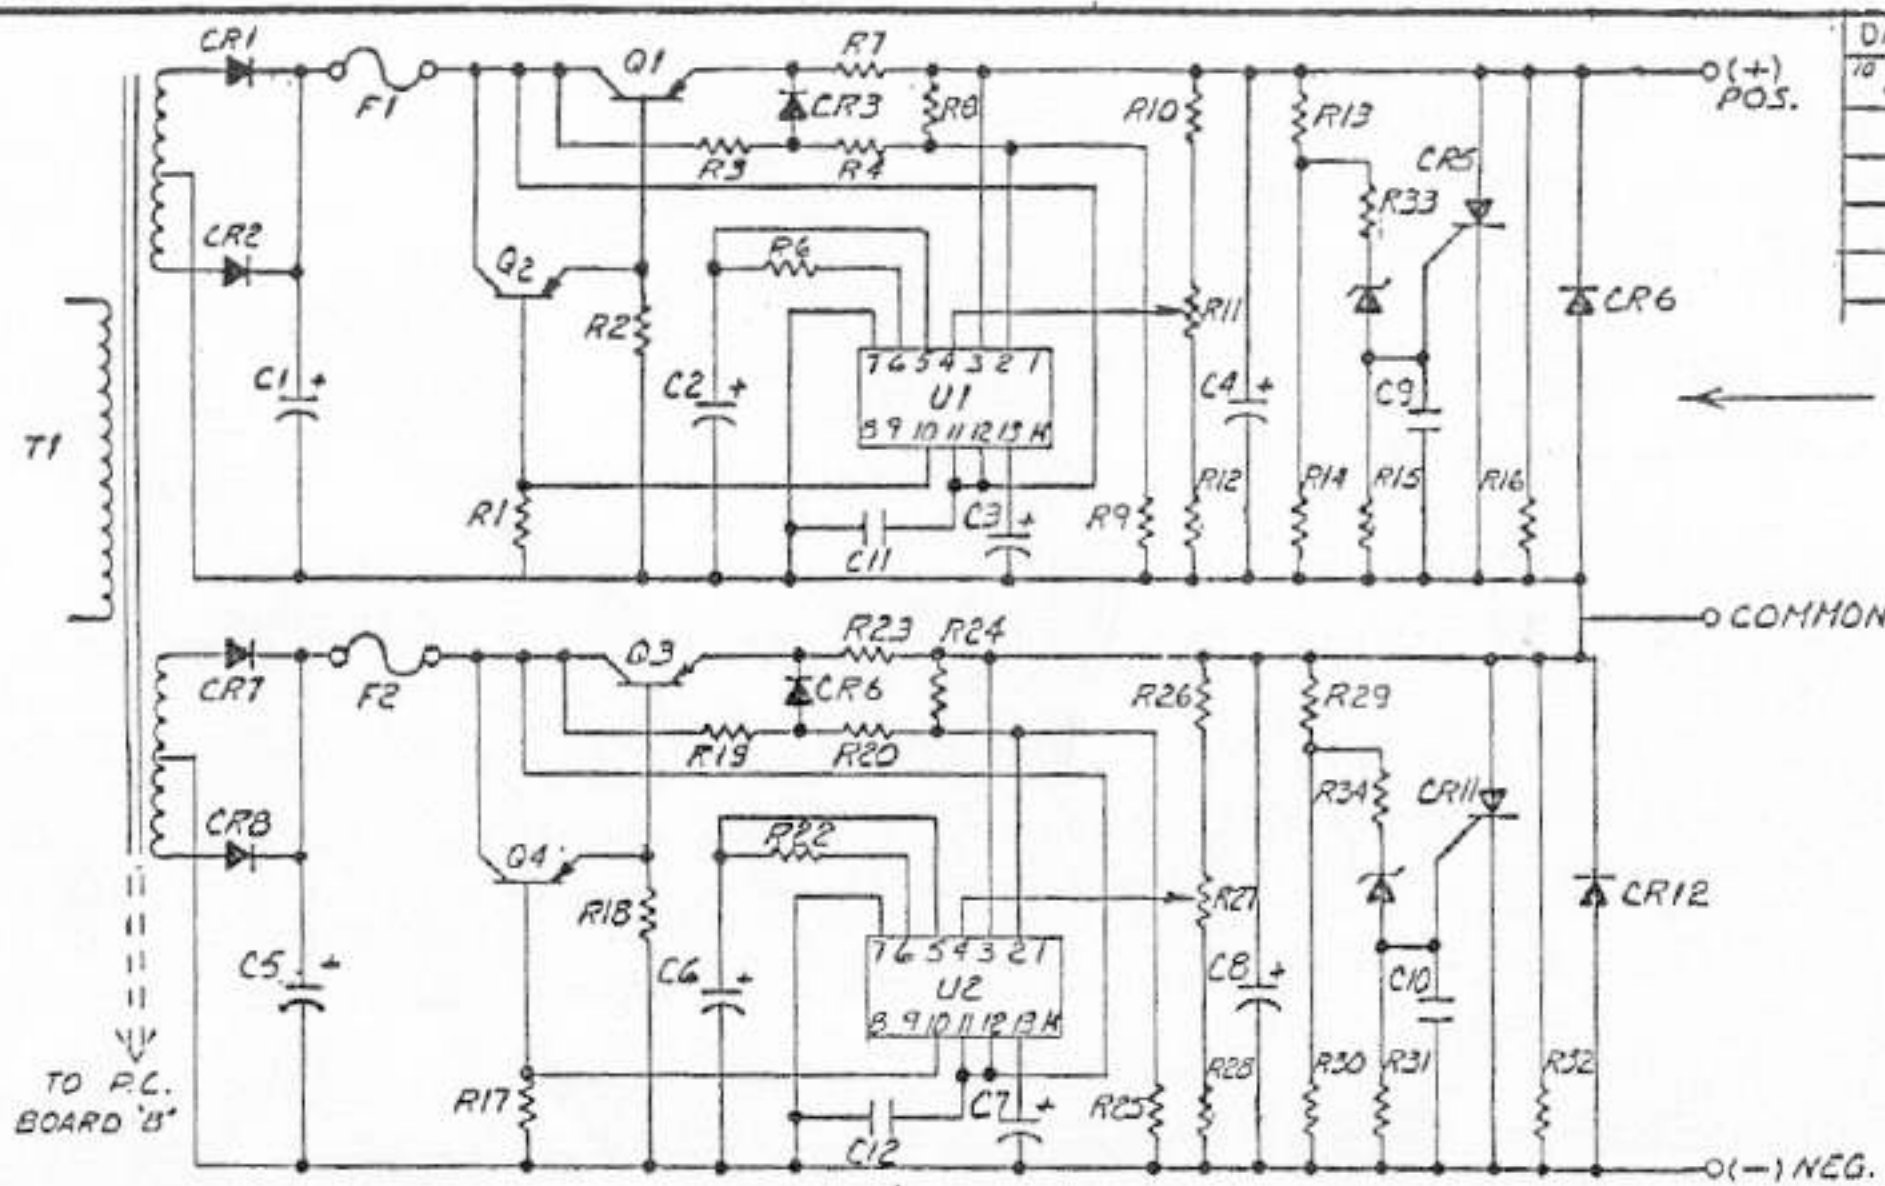 CR1
F1
Q1
R7
(+)
POS.
CR3
R8
R10
R13
R3
R4
CR5
R33
CR2
Q2
R6
R2
R11
CR6
C1 +
C2 +
7 6 5 4 3 2 1
U1
8 9 10 11 12 13 14
C4 +
C9
T1
R1
C11
C3 +
R9
R12
R14
R15
R16
COMMON
CR7
F2
Q3
R23
R24
CR6
R26
R29
R19
R20
R34
CR11
CR8
Q4
R22
R18
R27
CR12
C5 +
C6 +
7 6 5 4 3 2 1
U2
8 9 10 11 12 13 14
C8 +
C10
TO P.C.
BOARD "B"
R17
C12
C7 +
R25
R28
R30
R31
R32
(-) NEG.